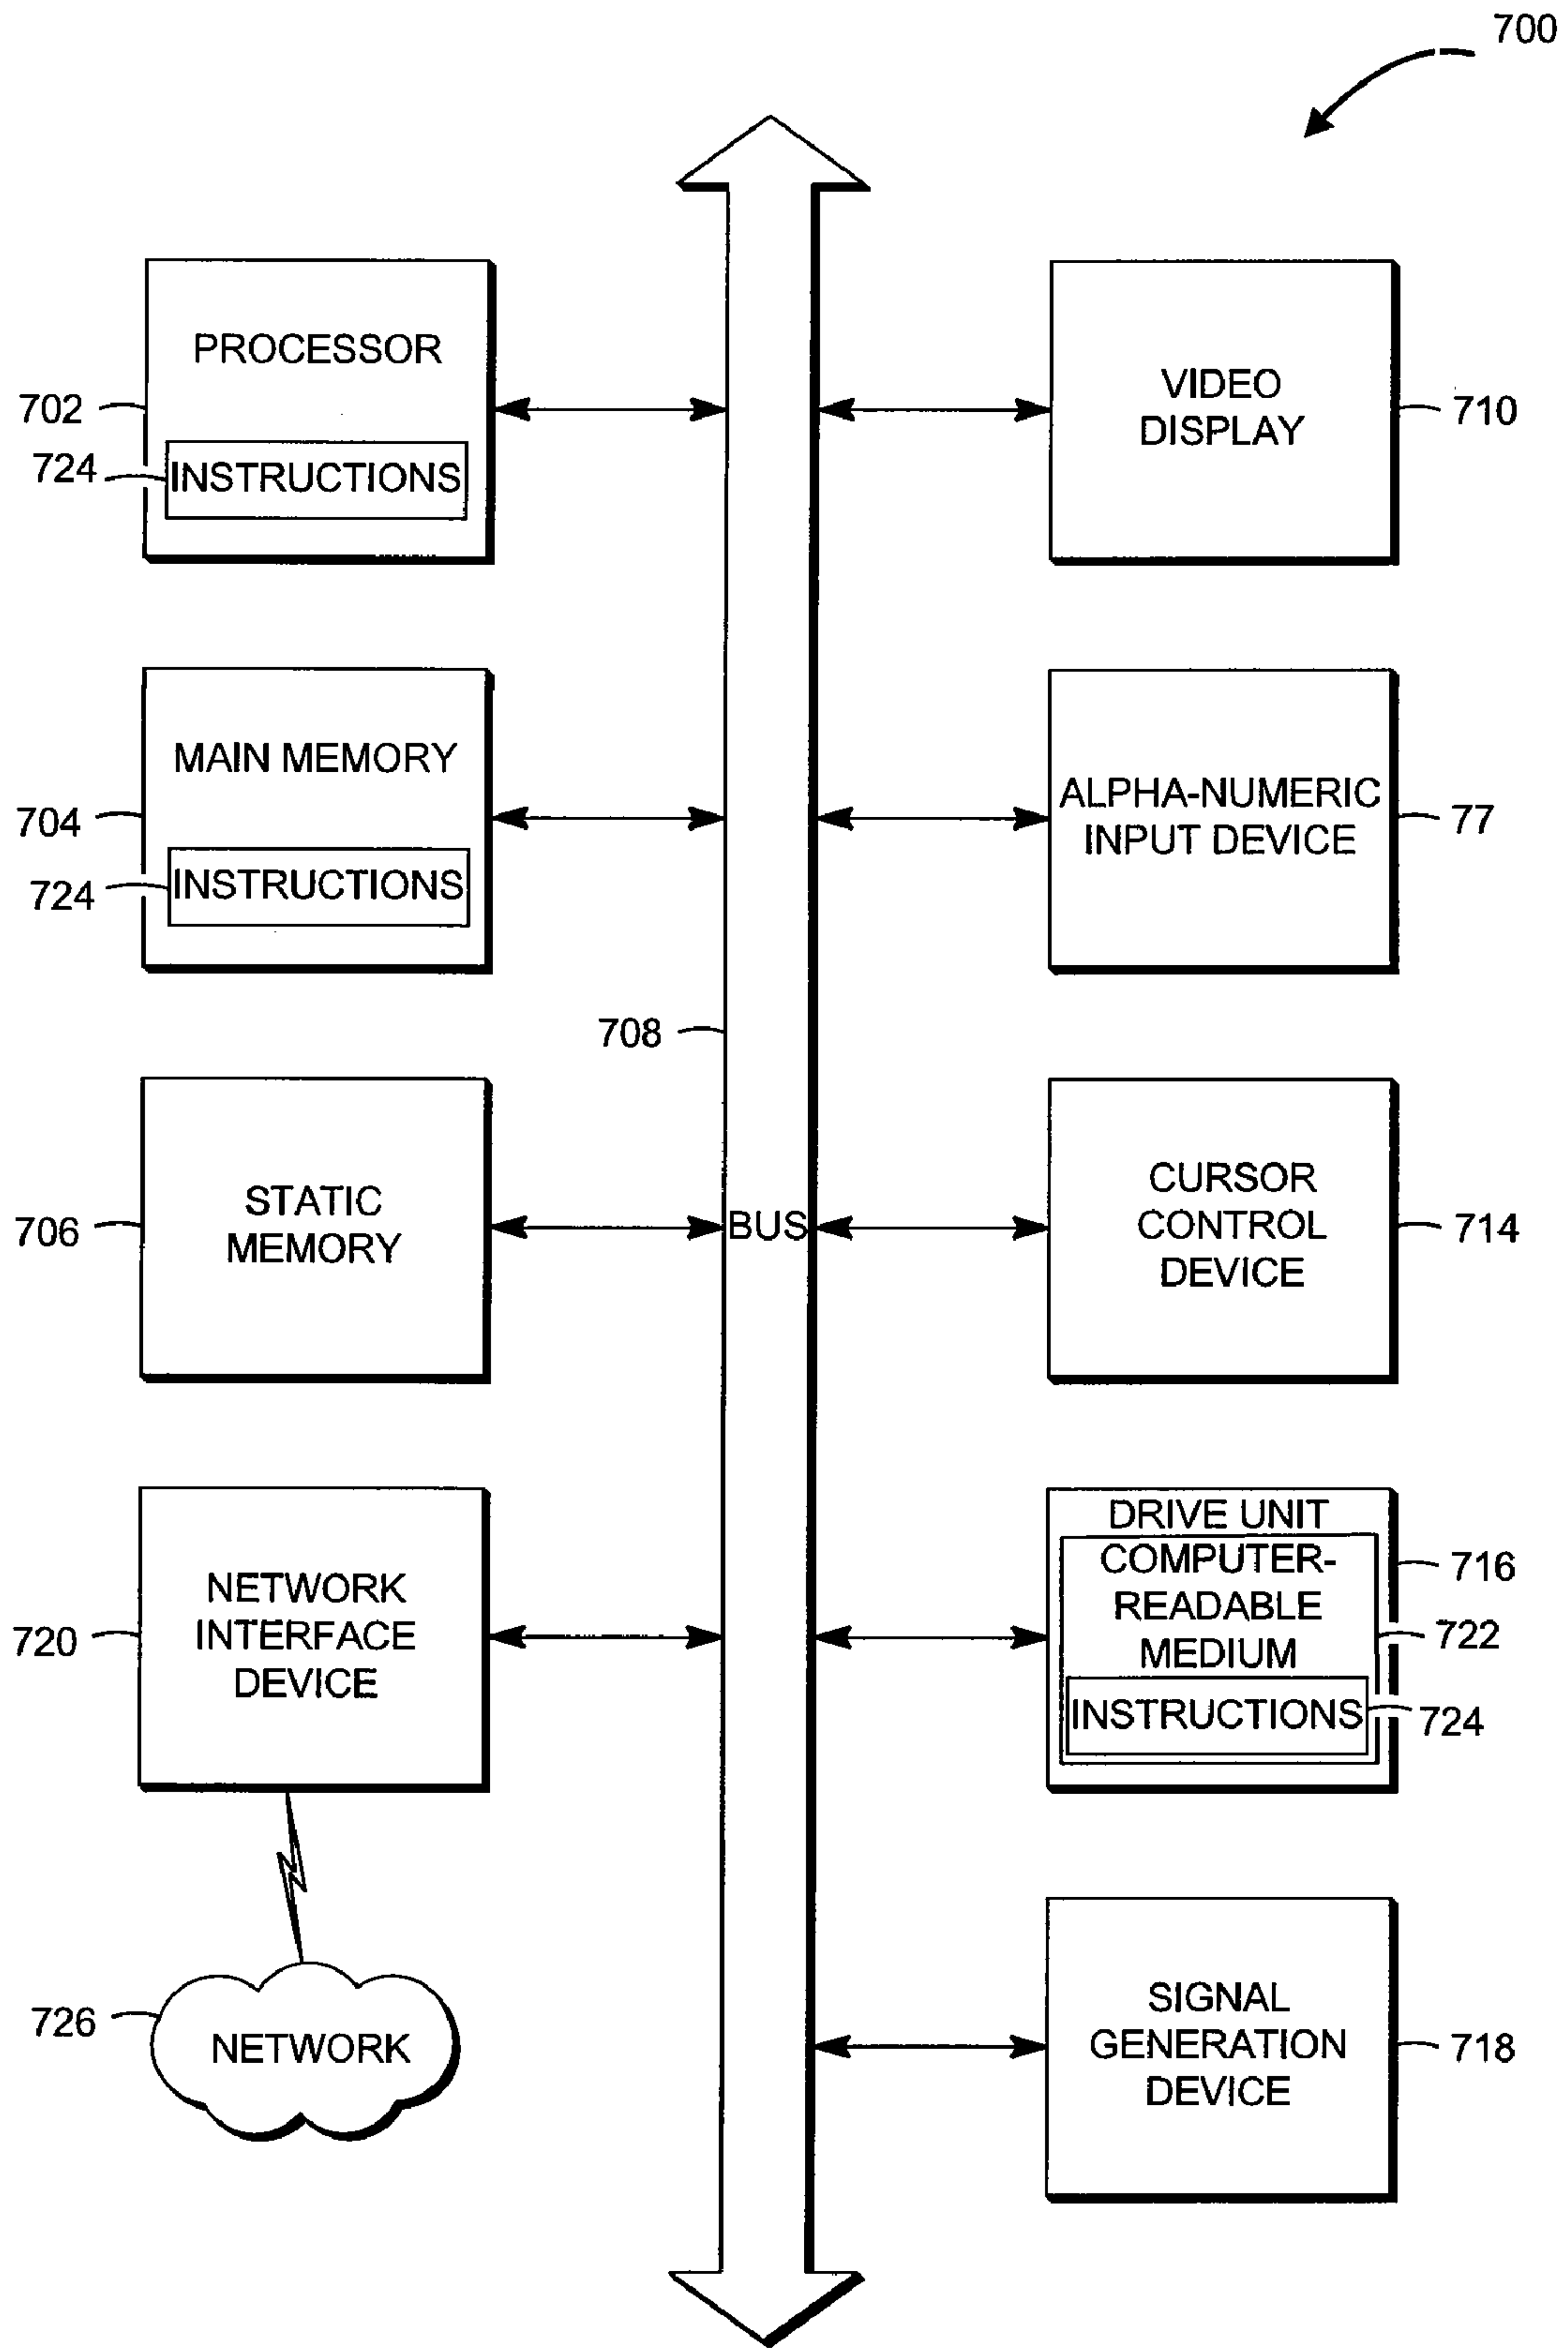 700
PROCESSOR
702
724
INSTRUCTIONS
VIDEO
DISPLAY
710
MAIN MEMORY
704
724
INSTRUCTIONS
ALPHA-NUMERIC
INPUT DEVICE
77
708
STATIC
MEMORY
706
BUS
CURSOR
CONTROL
DEVICE
714
NETWORK
INTERFACE
DEVICE
720
DRIVE UNIT
COMPUTER-
READABLE
MEDIUM
INSTRUCTIONS
716
722
724
726
NETWORK
SIGNAL
GENERATION
DEVICE
718